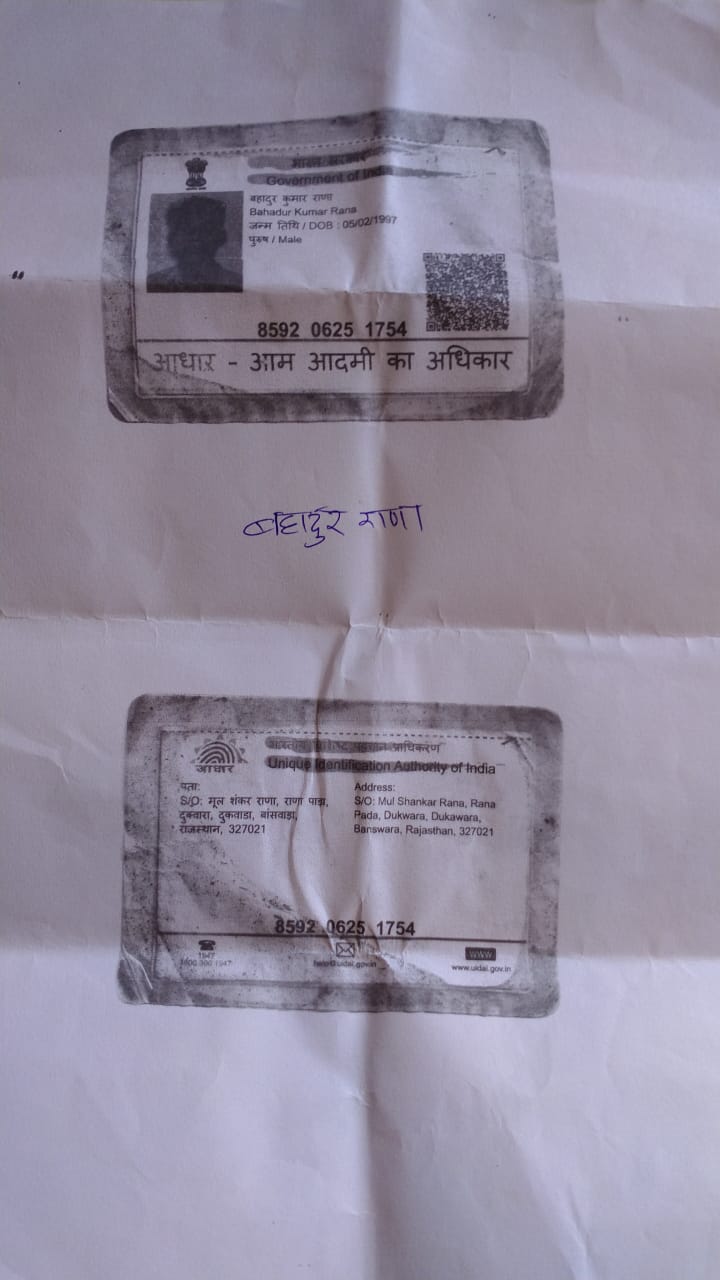 भारत सरकार
Government of India
बहादुर कुमार राणा
Bahadur Kumar Rana
जन्म तिथि / DOB : 05/02/1997
पुरुष / Male
8592 0625 1754
आधार - आम आदमी का अधिकार
बहादुर राणा
भारतीय विशिष्ट पहचान प्राधिकरण
Unique Identification Authority of India
आधार
पता:
S/O: मूल शंकर राणा, राणा पाडा,
दुकवारा, दुकवाडा, बांसवाड़ा,
राजस्थान, 327021
Address:
S/O: Mul Shankar Rana, Rana
Pada, Dukwara, Dukawara,
Banswara, Rajasthan, 327021
8592 0625 1754
1947
1800 300 1947
help@uidai.gov.in
WWW
www.uidai.gov.in